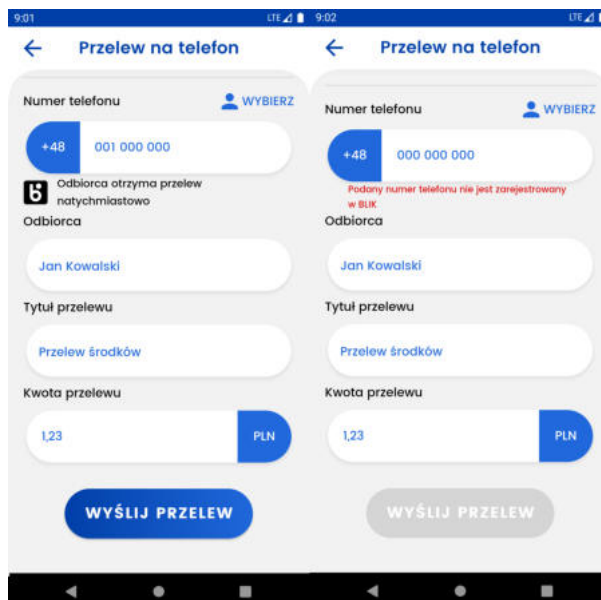 9:01
LTE
Przelew na telefon
Numer telefonu
WYBIERZ
+48
001 000 000
Odbiorca otrzyma przelew
natychmiastowo
Odbiorca
Jan Kowalski
Tytuł przelewu
Przelew środków
Kwota przelewu
1,23
PLN
WYŚLIJ PRZELEW
9:02
LTE
Przelew na telefon
Numer telefonu
WYBIERZ
+48
000 000 000
Podany numer telefonu nie jest zarejestrowany
w BLIK
Odbiorca
Jan Kowalski
Tytuł przelewu
Przelew środków
Kwota przelewu
1,23
PLN
WYŚLIJ PRZELEW